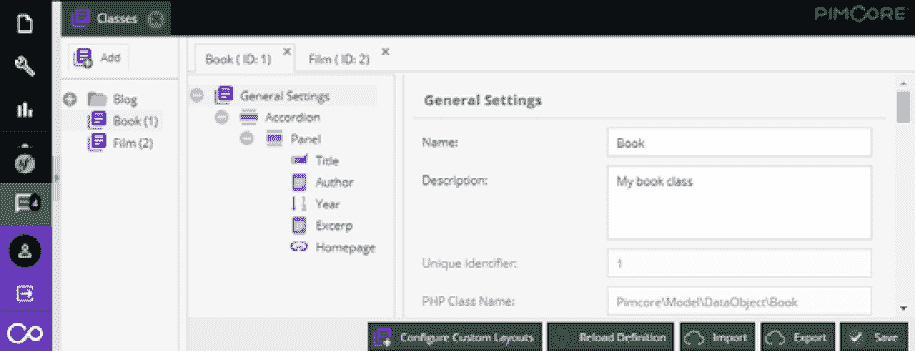 Classes
PIMCORE
Add
Book ( ID: 1)
Film ( ID: 2)
Blog
Book (1)
Film (2)
General Settings
Accordion
Panel
Title
Author
Year
Excerp
Homepage
General Settings
Name:
Book
Description:
My book class
Unique Identifier:
1
PHP Class Name:
Pimcore\Model\DataObject\Book
4
Configure Custom Layouts
Reload Definition
Import
Export
Save